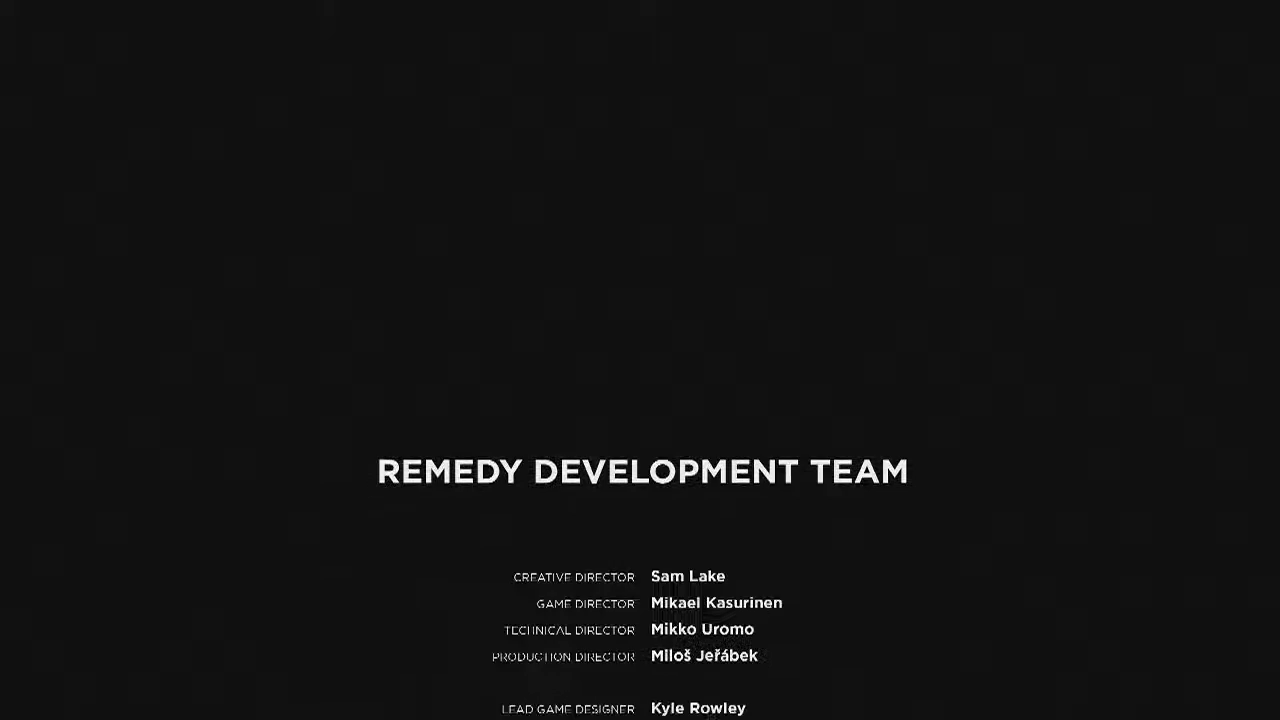 REMEDY DEVELOPMENT TEAM
CREATIVE DIRECTOR Sam Lake
GAME DIRECTOR Mikael Kasurinen
TECHNICAL DIRECTOR Mikko Uromo
PRODUCTION DIRECTOR Miloš Jeřábek
LEAD GAME DESIGNER Kyle Rowley